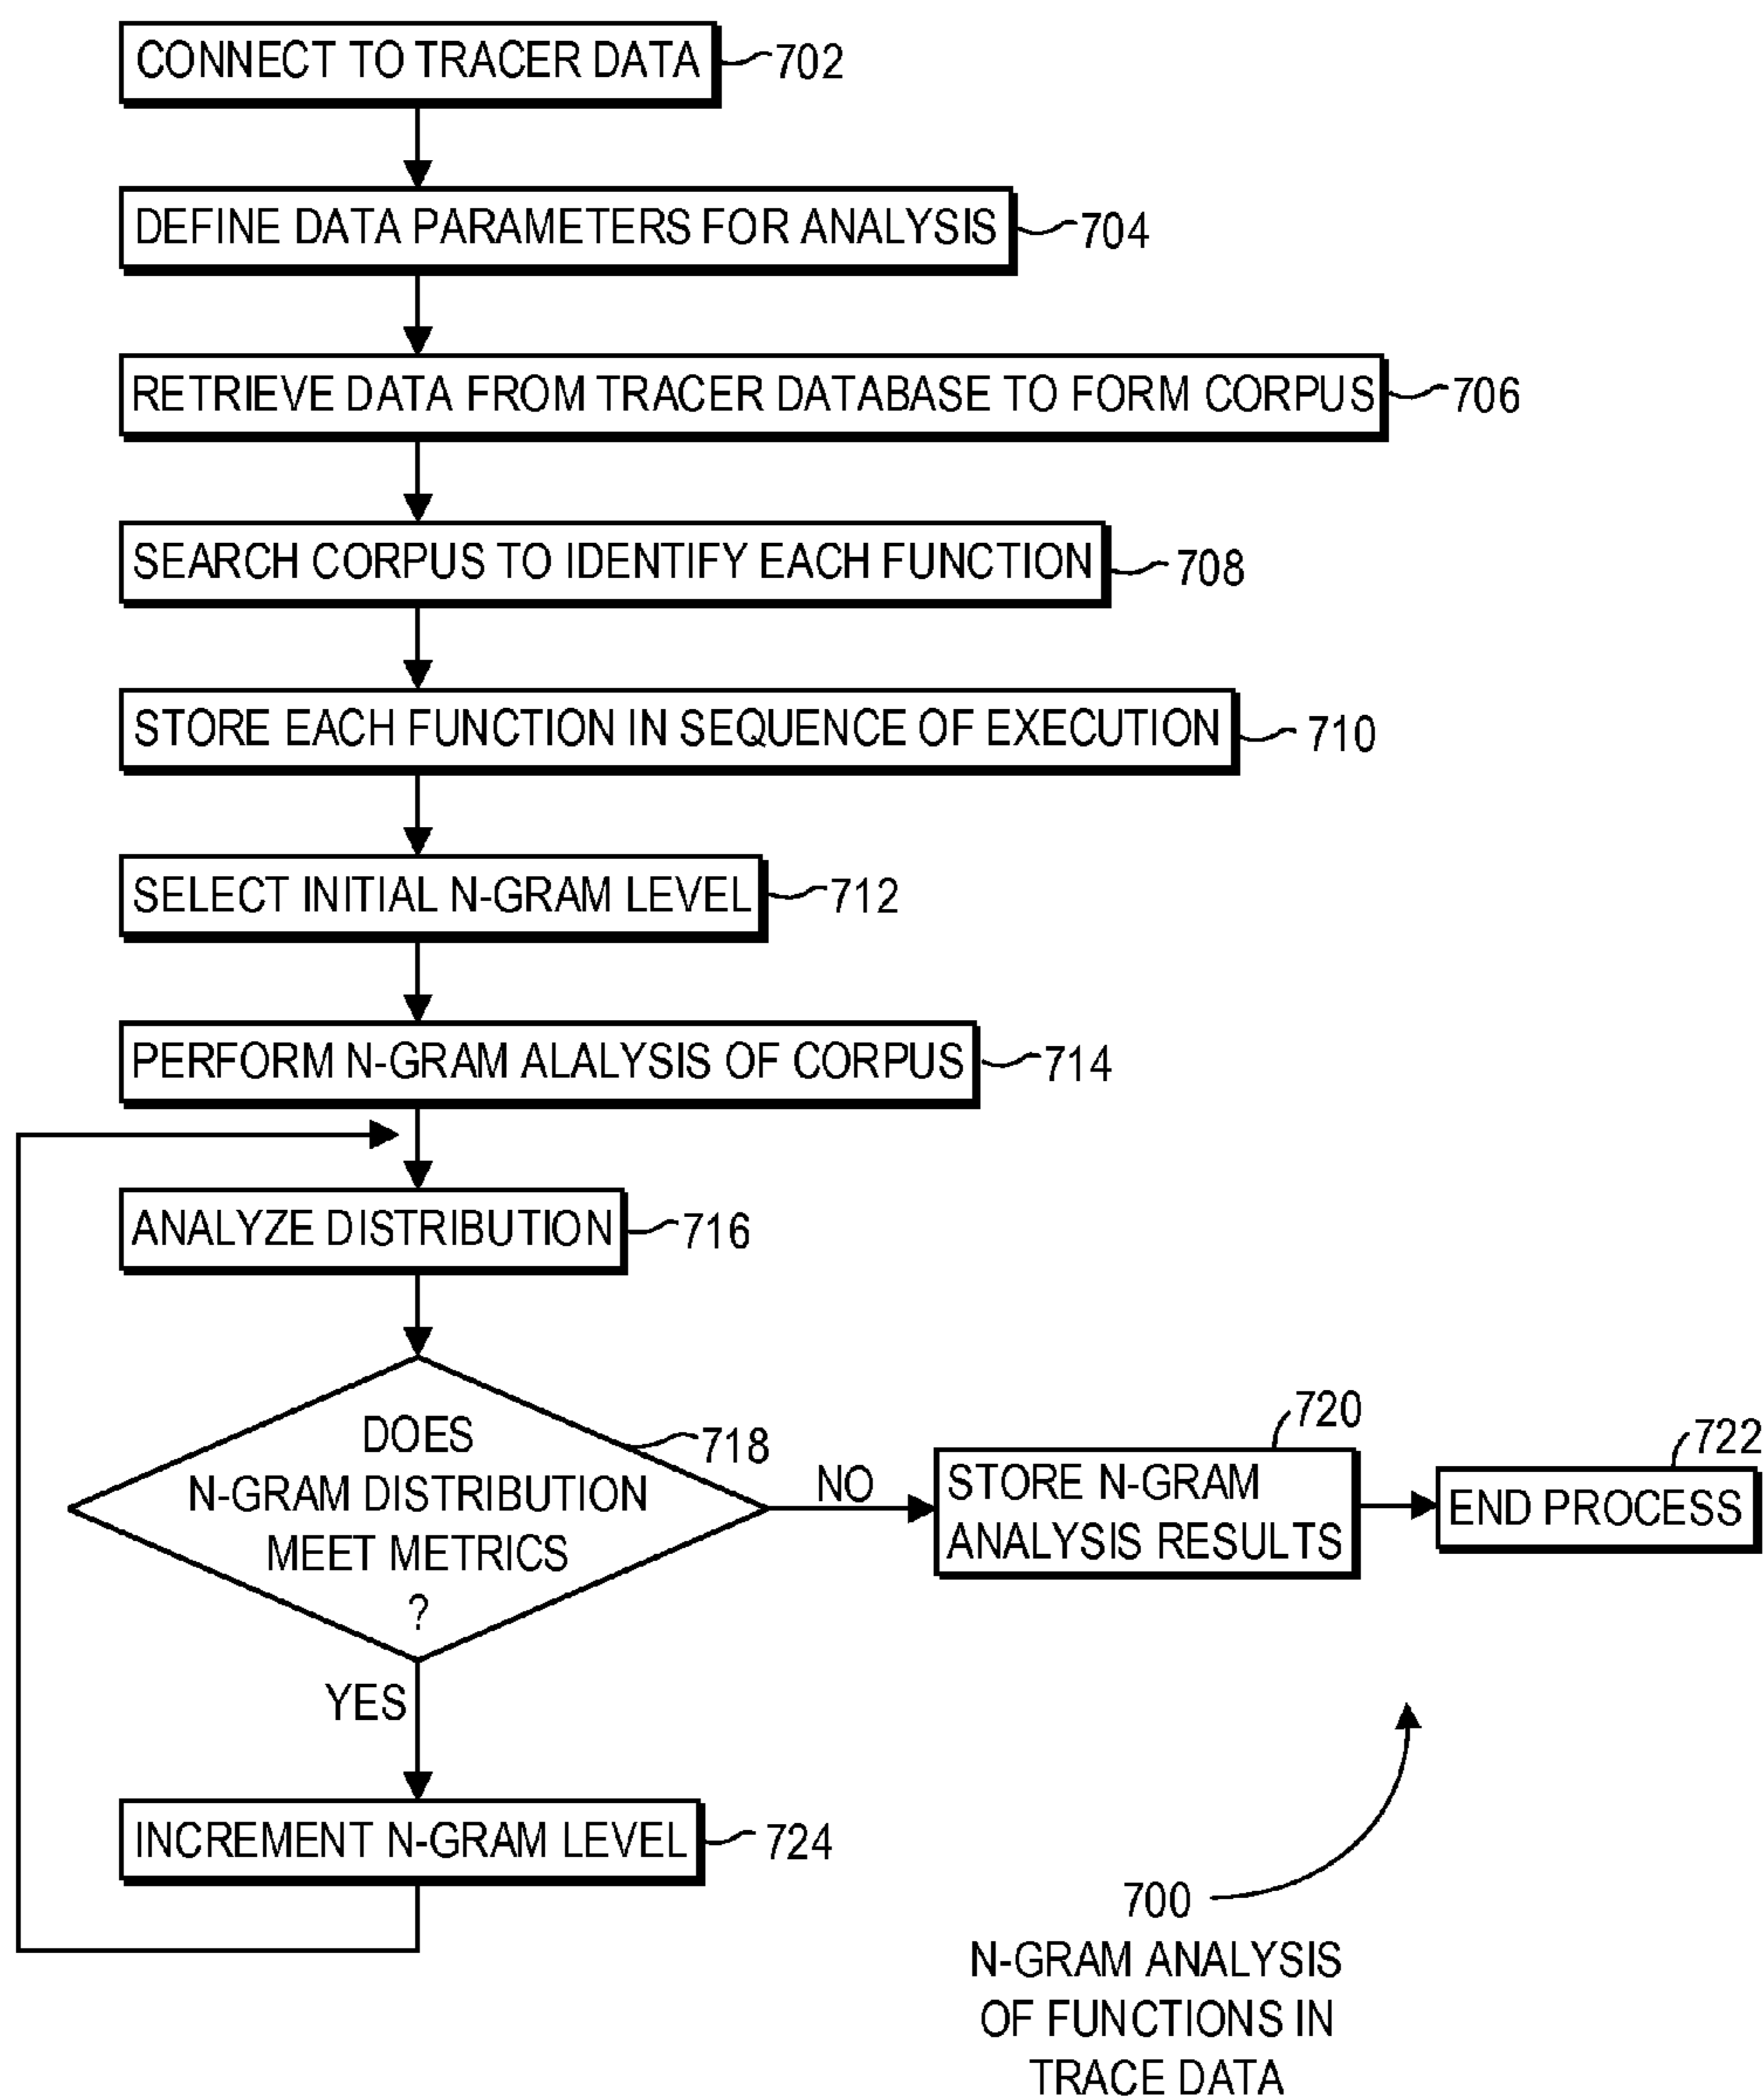 CONNECT TO TRACER DATA
702
DEFINE DATA PARAMETERS FOR ANALYSIS
704
RETRIEVE DATA FROM TRACER DATABASE TO FORM CORPUS
706
SEARCH CORPUS TO IDENTIFY EACH FUNCTION
708
STORE EACH FUNCTION IN SEQUENCE OF EXECUTION
710
SELECT INITIAL N-GRAM LEVEL
712
PERFORM N-GRAM ALALYSIS OF CORPUS
714
ANALYZE DISTRIBUTION
716
DOES
N-GRAM DISTRIBUTION
MEET METRICS
?
718
NO
STORE N-GRAM
ANALYSIS RESULTS
720
END PROCESS
722
YES
INCREMENT N-GRAM LEVEL
724
700
N-GRAM ANALYSIS
OF FUNCTIONS IN
TRACE DATA